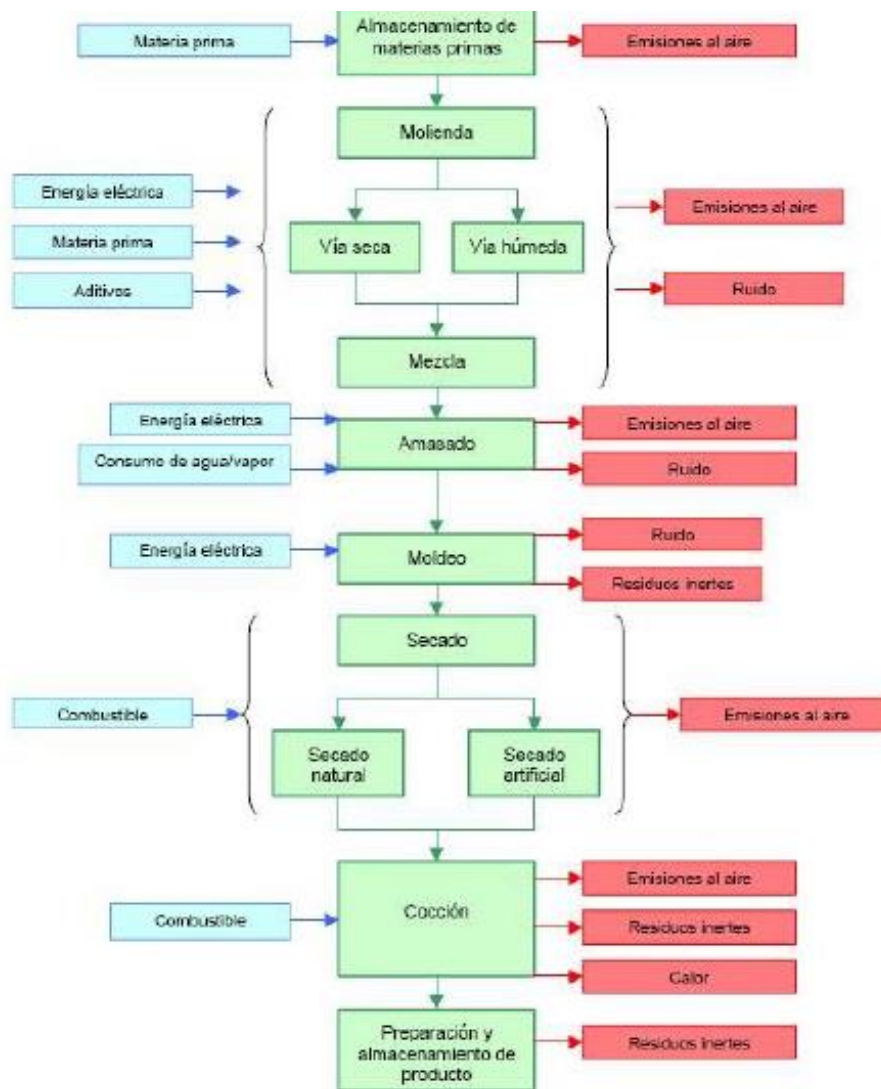 Materia prima
Almacenamiento de
materias primas
Emisiones al aire
Molienda
Energía eléctrica
Materia prima
Aditivos
Vía seca
Vía húmeda
Emisiones al aire
Ruido
Mezcla
Energía eléctrica
Consumo de agua/vapor
Amasado
Emisiones al aire
Ruido
Energía eléctrica
Moldeo
Ruido
Residuos inertes
Secado
Combustible
Emisiones al aire
Secado
natural
Secado
artificial
Combustible
Cocción
Emisiones al aire
Residuos inertes
Calor
Preparación y
almacenamiento de
producto
Residuos inertes